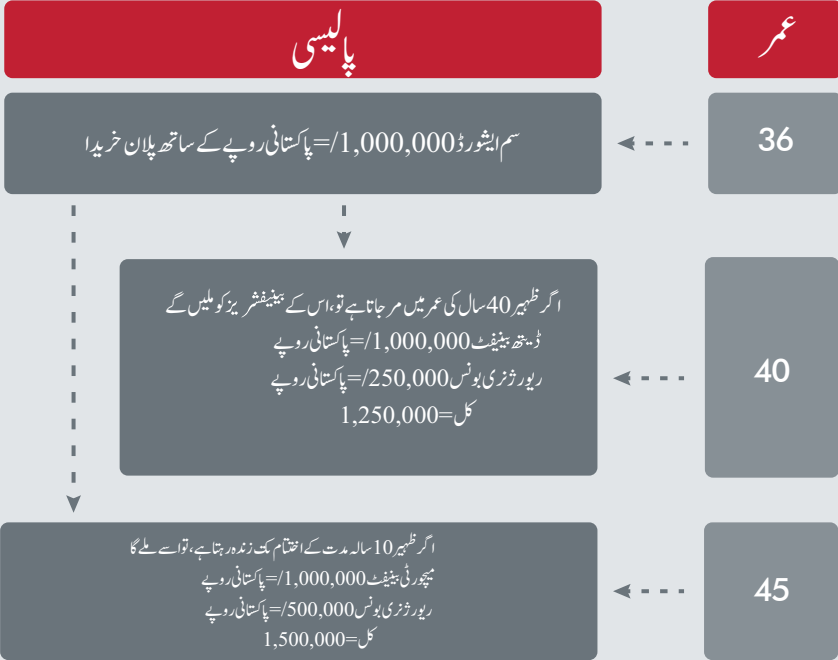 عمر
پالیسی
36
سم ایشورڈ 1,000,000/= پاکستانی روپے کے ساتھ پلان خریدا
40
اگر ظہیر 40 سال کی عمر میں مر جاتا ہے تو، اس کے بینیفشریز کو ملیں گے
ڈیتھ بینیفٹ 1,000,000/= پاکستانی روپے
ریورژنری بونس 250,000/= پاکستانی روپے
کل = 1,250,000
45
اگر ظہیر 10 سالہ مدت کے اختتام تک زندہ رہتا ہے، تو اسے ملے گا
میچورٹی بینیفٹ 1,000,000/= پاکستانی روپے
ریورژنری بونس 500,000/= پاکستانی روپے
کل = 1,500,000